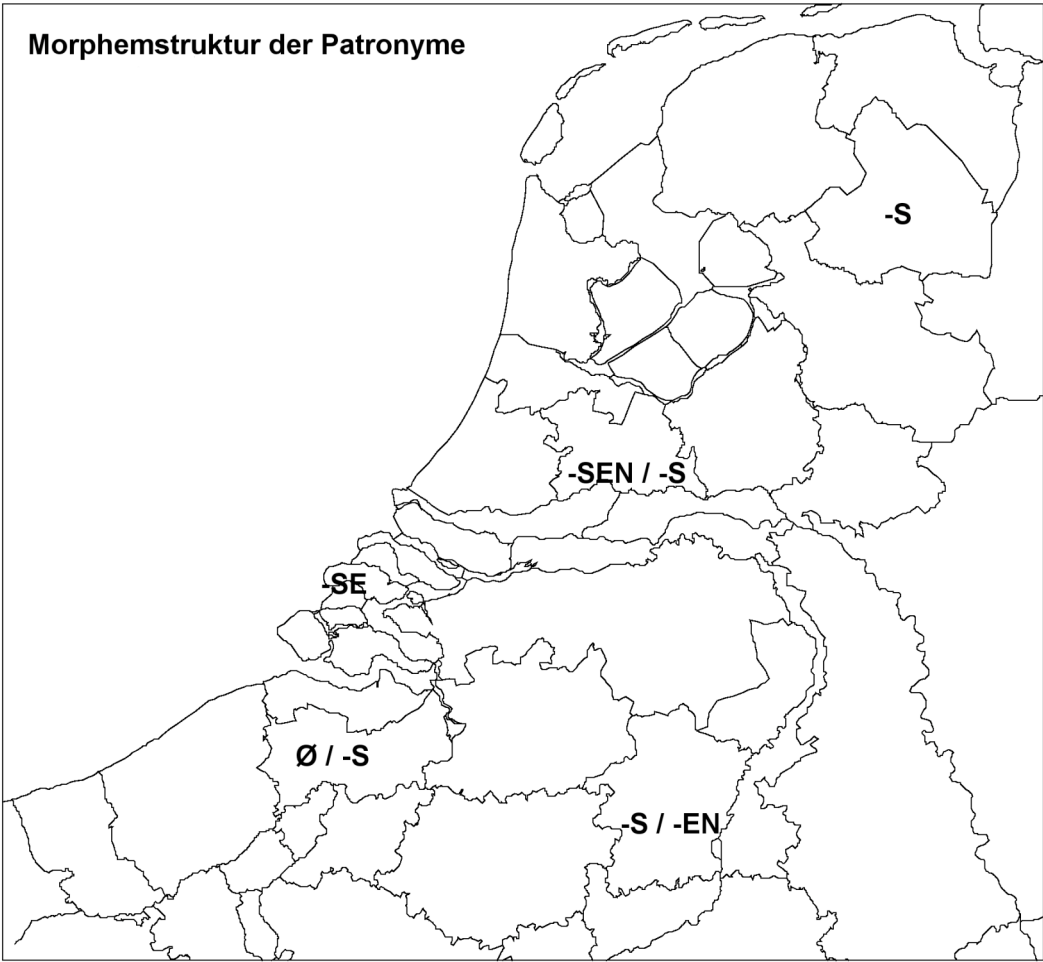 Morphemstruktur der Patronyme
-S
-SEN / -S
-SE
Ø / -S
-S / -EN